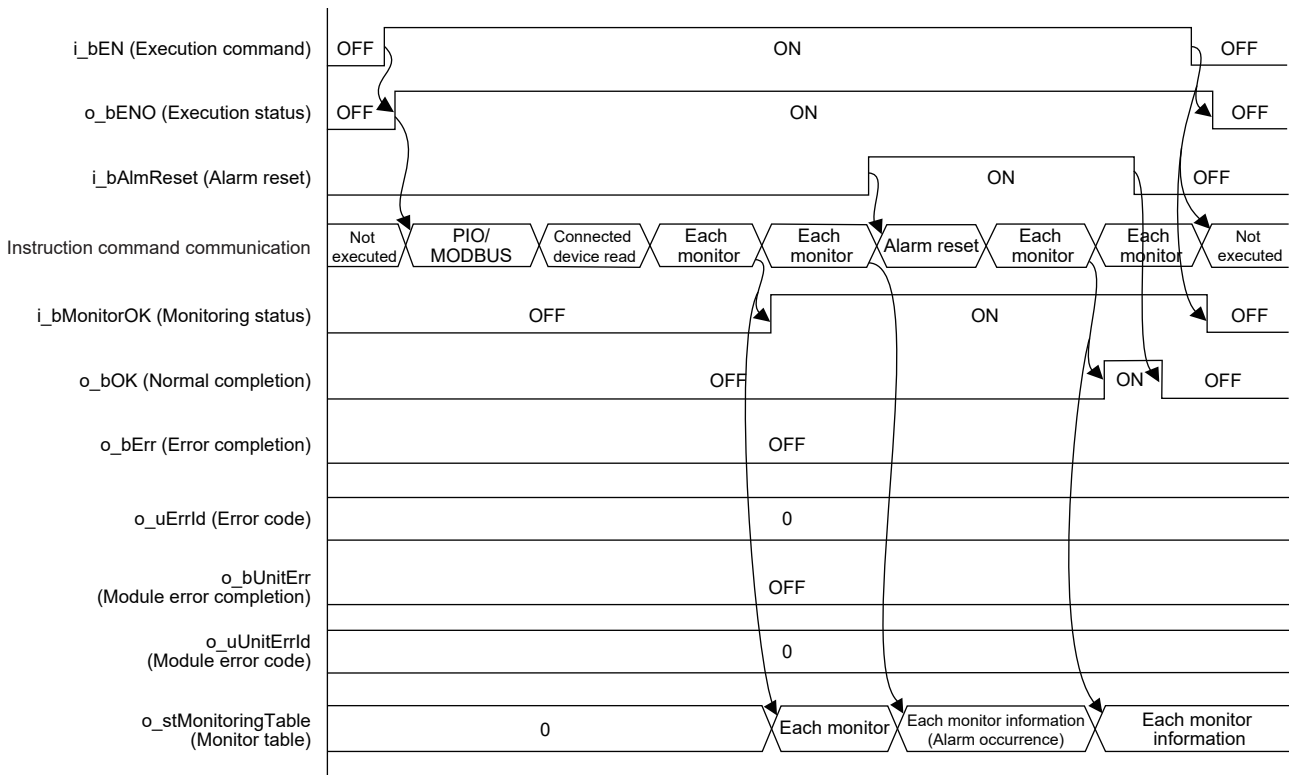 i_bEN (Execution command) OFF ON OFF
o_bENO (Execution status) OFF ON OFF
i_bAlmReset (Alarm reset) ON OFF
Instruction command communication
Not
executed
PIO/
MODBUS
Connected
device read
Each
monitor
Each
monitor
Alarm reset
Each
monitor
Each
monitor
Not
executed
i_bMonitorOK (Monitoring status) OFF ON OFF
o_bOK (Normal completion) OFF ON OFF
o_bErr (Error completion) OFF
o_uErrId (Error code) 0
o_bUnitErr
(Module error completion)
OFF
o_uUnitErrId
(Module error code)
0
o_stMonitoringTable
(Monitor table)
0
Each monitor
Each monitor information
(Alarm occurrence)
Each monitor
information